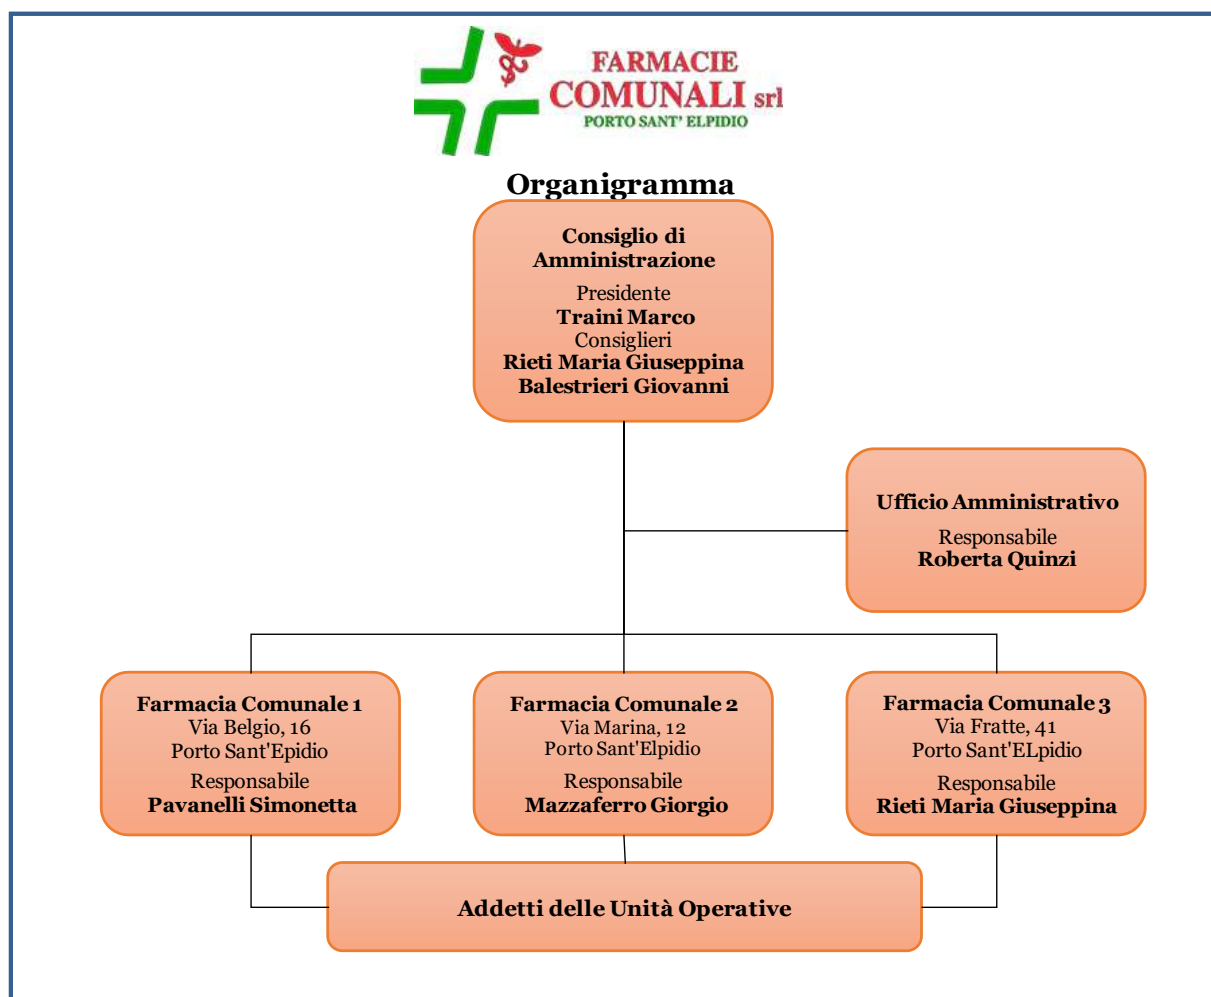 FARMACIE
COMUNALI srl
PORTO SANT' ELPIDIO
Organigramma
Consiglio di
Amministrazione
Presidente
Traini Marco
Consiglieri
Rieti Maria Giuseppina
Balestrieri Giovanni
Ufficio Amministrativo
Responsabile
Roberta Quinzi
Farmacia Comunale 1
Via Belgio, 16
Porto Sant'Epidio
Responsabile
Pavanelli Simonetta
Farmacia Comunale 2
Via Marina, 12
Porto Sant'Elpidio
Responsabile
Mazzaferro Giorgio
Farmacia Comunale 3
Via Fratte, 41
Porto Sant'ELpidio
Responsabile
Rieti Maria Giuseppina
Addetti delle Unità Operative